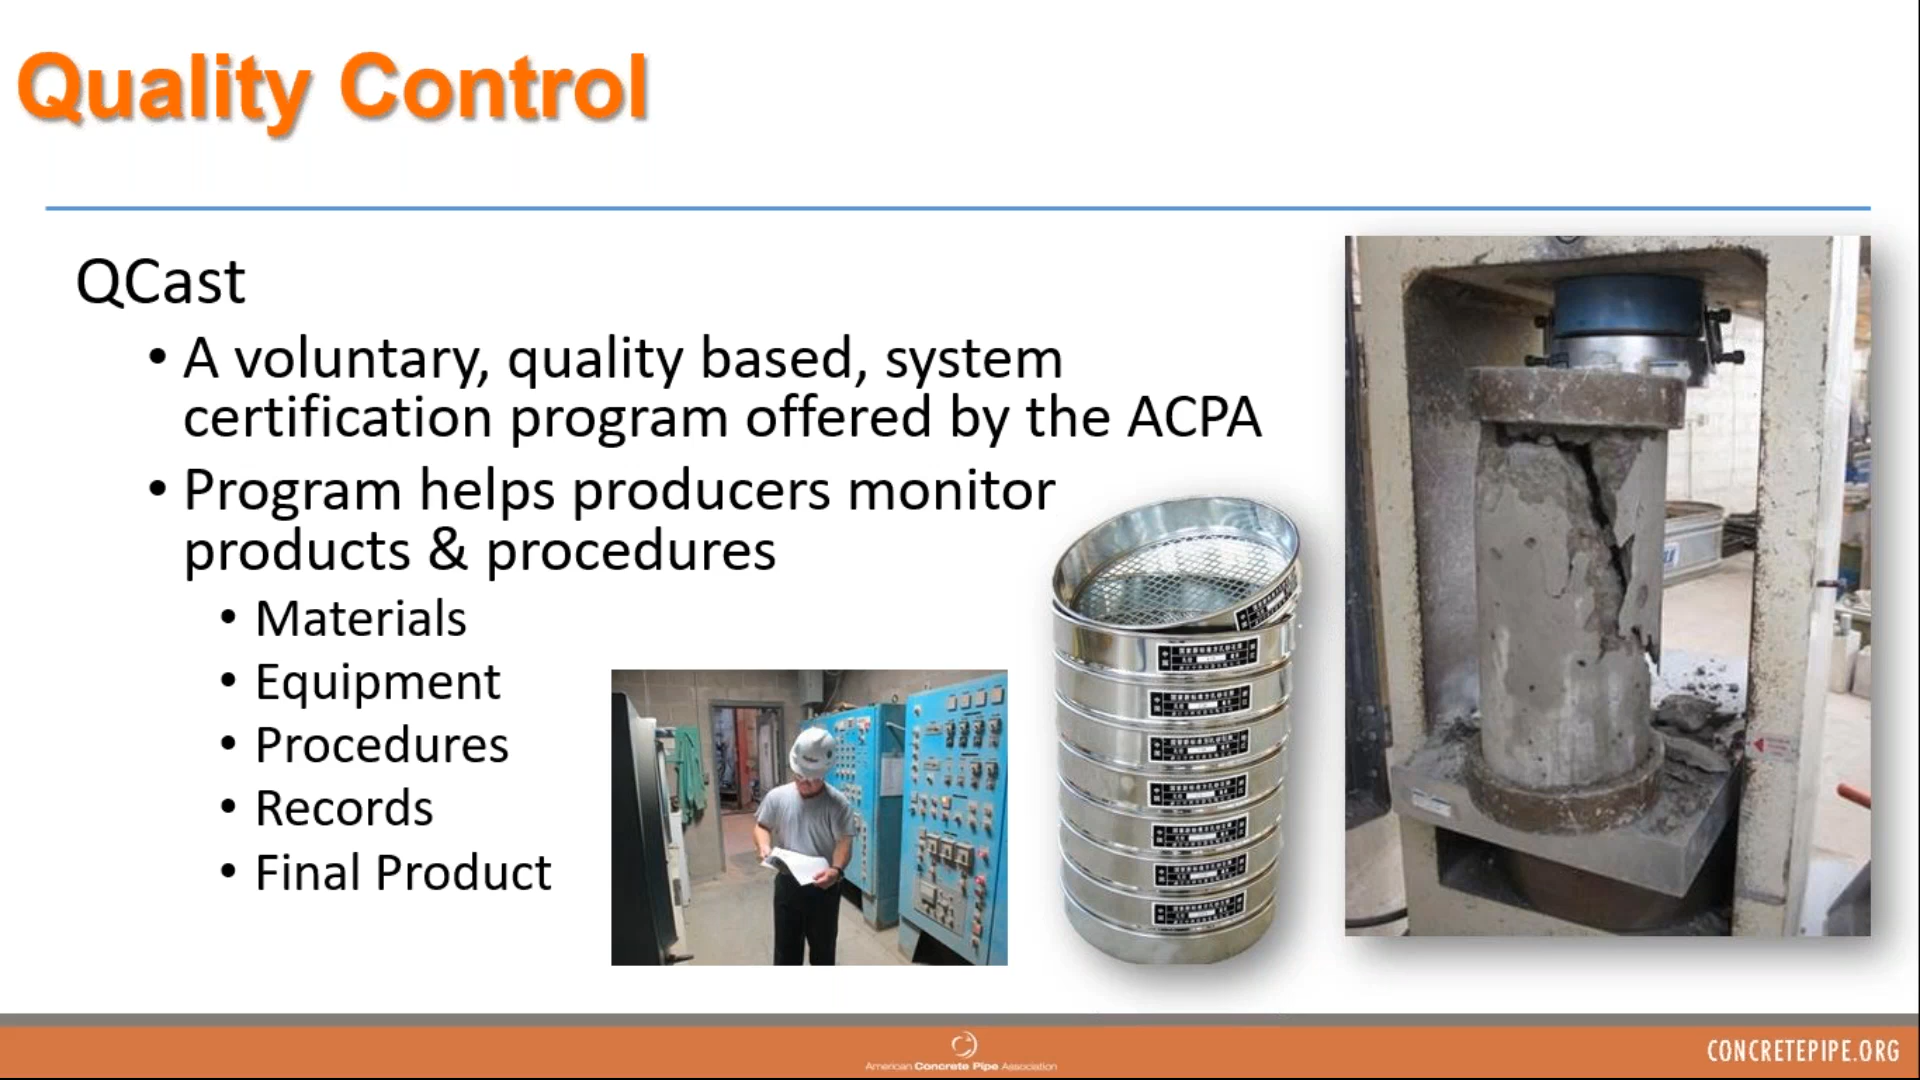 Quality Control
QCast
• A voluntary, quality based, system
certification program offered by the ACPA
• Program helps producers monitor
products & procedures
• Materials
• Equipment
• Procedures
• Records
• Final Product
American Concrete Pipe Association
CONCRETEPIPE.ORG